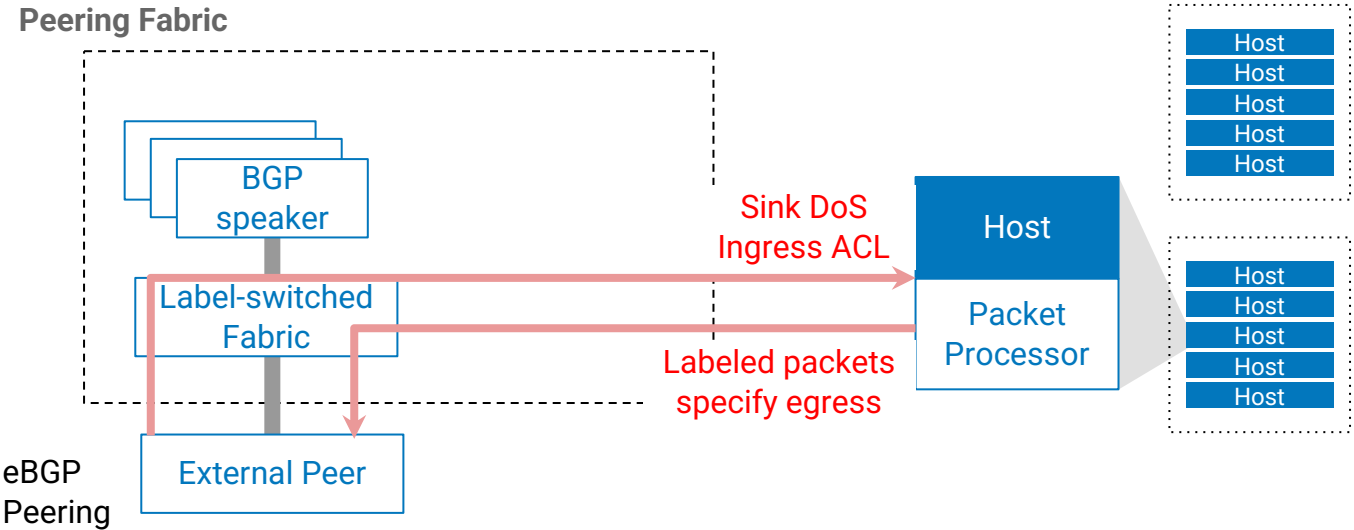 Peering Fabric
BGP
speaker
Label-switched
Fabric
External Peer
eBGP
Peering
Sink DoS
Ingress ACL
Labeled packets
specify egress
Host
Packet
Processor
Host
Host
Host
Host
Host
Host
Host
Host
Host
Host